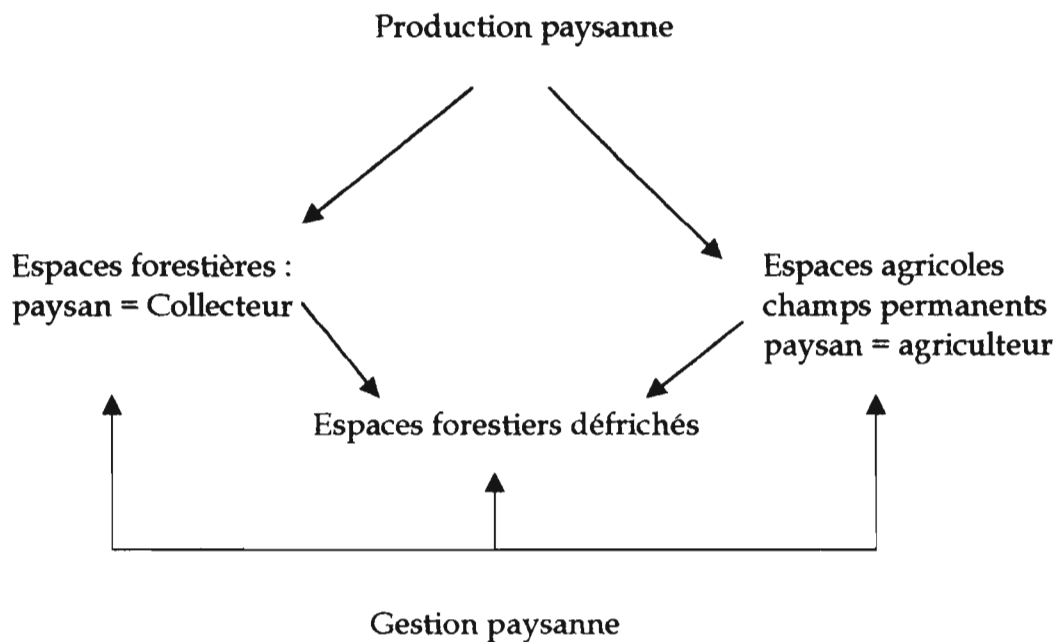 Production paysanne
Espaces forestières :
paysan = Collecteur
Espaces agricoles
champs permanents
paysan = agriculteur
Espaces forestiers défrichés
Gestion paysanne